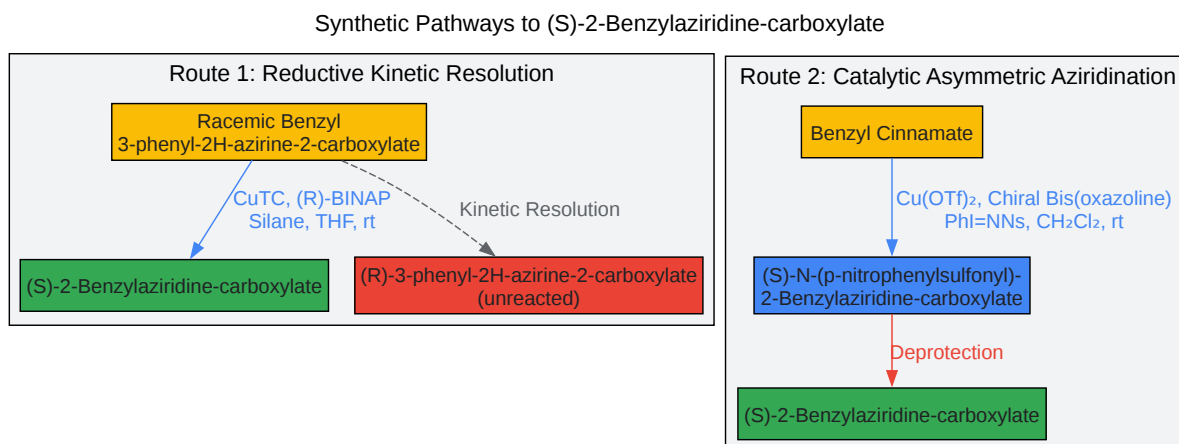 Synthetic Pathways to (S)-2-Benzylaziridine-carboxylate
Route 1: Reductive Kinetic Resolution
Racemic Benzyl
3-phenyl-2H-azirine-2-carboxylate
CuTC, (R)-BINAP
Silane, THF, rt
Kinetic Resolution
(S)-2-Benzylaziridine-carboxylate
(R)-3-phenyl-2H-azirine-2-carboxylate
(unreacted)
Route 2: Catalytic Asymmetric Aziridination
Benzyl Cinnamate
Cu(OTf)₂, Chiral Bis(oxazoline)
PhI=NNs, CH₂Cl₂, rt
(S)-N-(p-nitrophenylsulfonyl)-
2-Benzylaziridine-carboxylate
Deprotection
(S)-2-Benzylaziridine-carboxylate